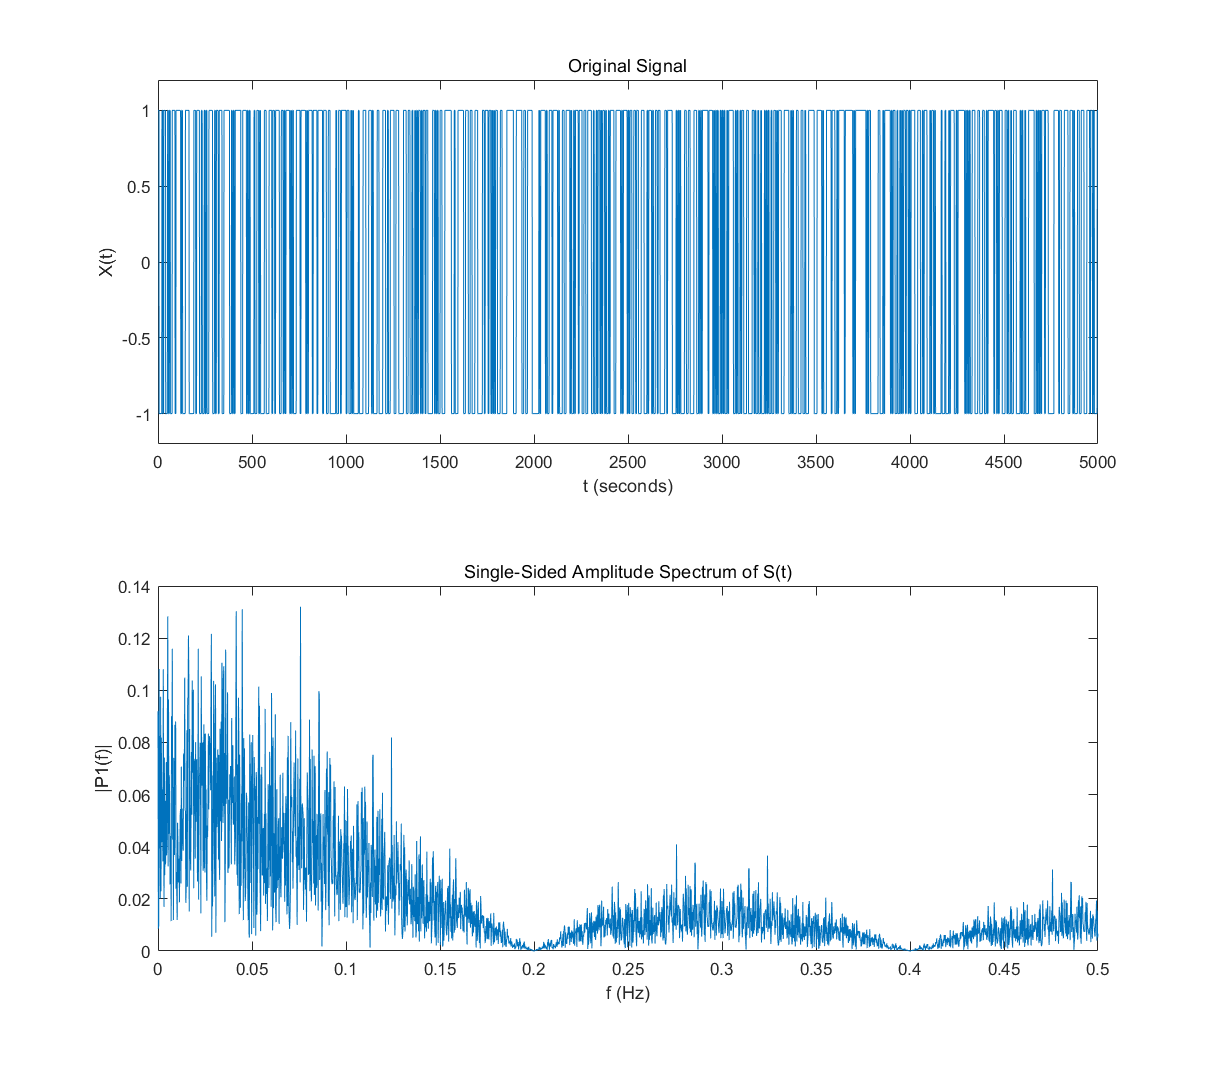 Original Signal
1
0.5
0
-0.5
-1
X(t)
0 500 1000 1500 2000 2500 3000 3500 4000 4500 5000
t (seconds)
Single-Sided Amplitude Spectrum of S(t)
0.14
0.12
0.1
0.08
0.06
0.04
0.02
0
|P1(f)|
0 0.05 0.1 0.15 0.2 0.25 0.3 0.35 0.4 0.45 0.5
f (Hz)